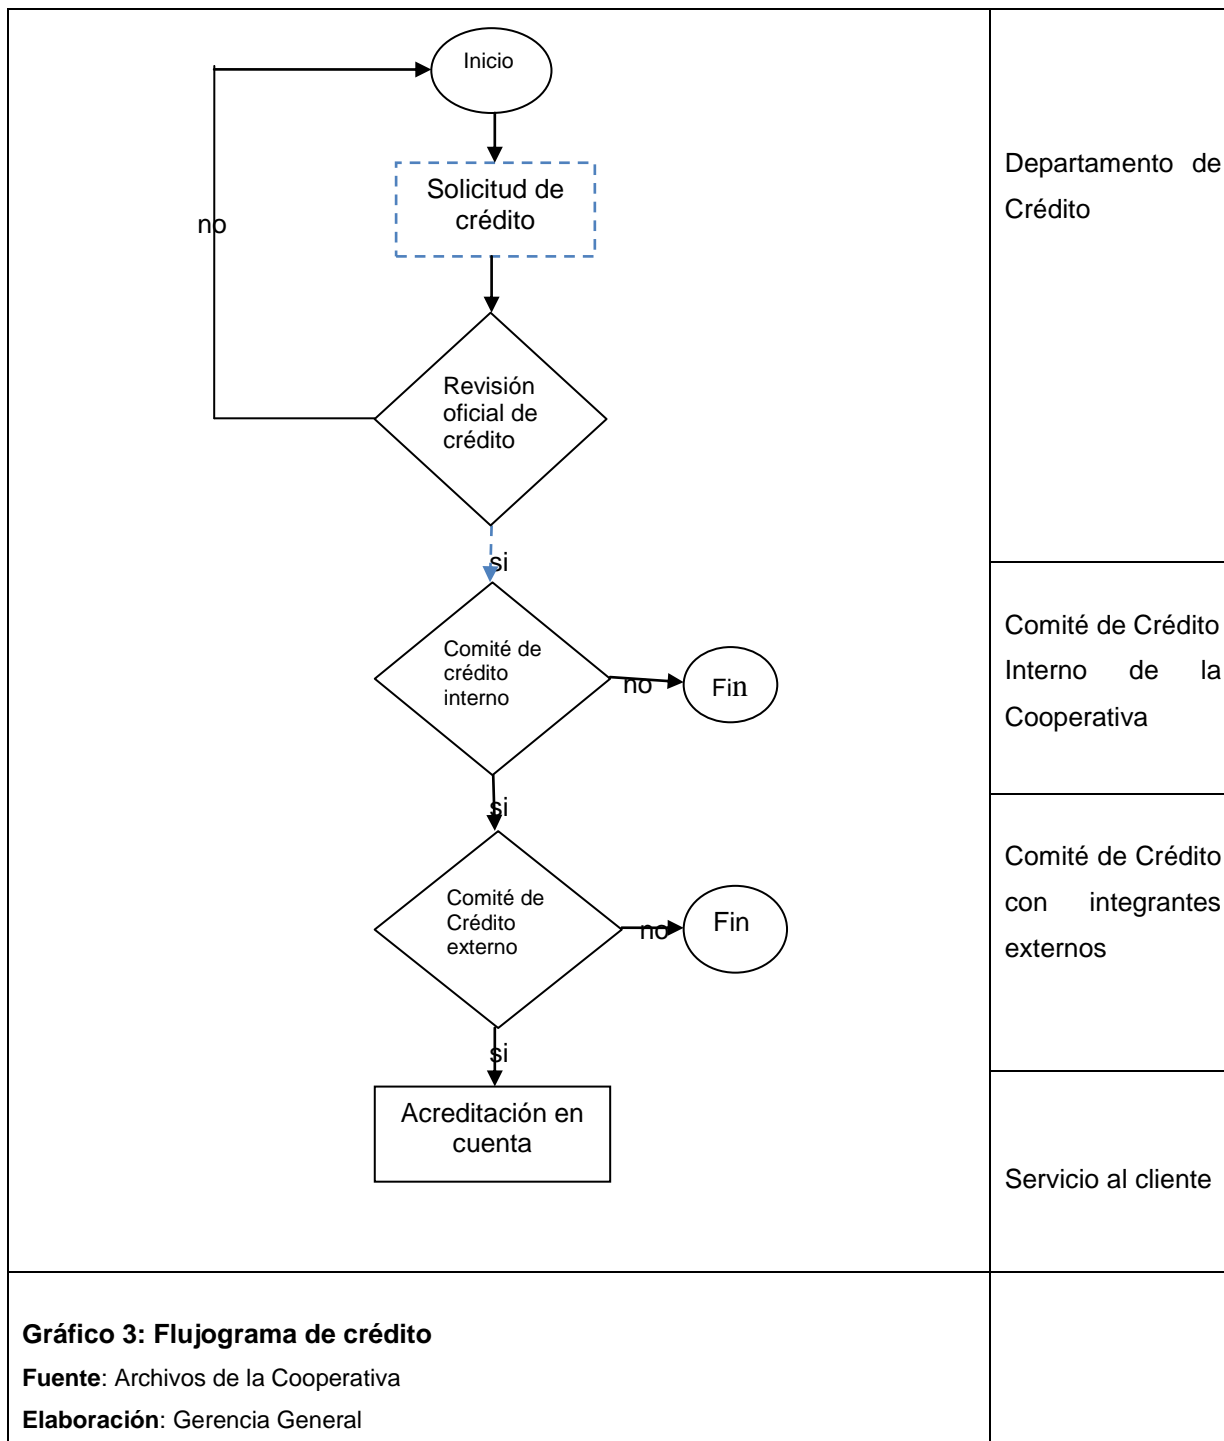 Inicio
Solicitud de
crédito
no
Revisión
oficial de
crédito
si
Departamento de
Crédito
Comité de
crédito
interno
no
Fin
si
Comité de Crédito
Interno de la
Cooperativa
Comité de
Crédito
externo
no
Fin
si
Comité de Crédito
con integrantes
externos
Acreditación en
cuenta
Servicio al cliente
Gráfico 3: Flujograma de crédito
Fuente: Archivos de la Cooperativa
Elaboración: Gerencia General